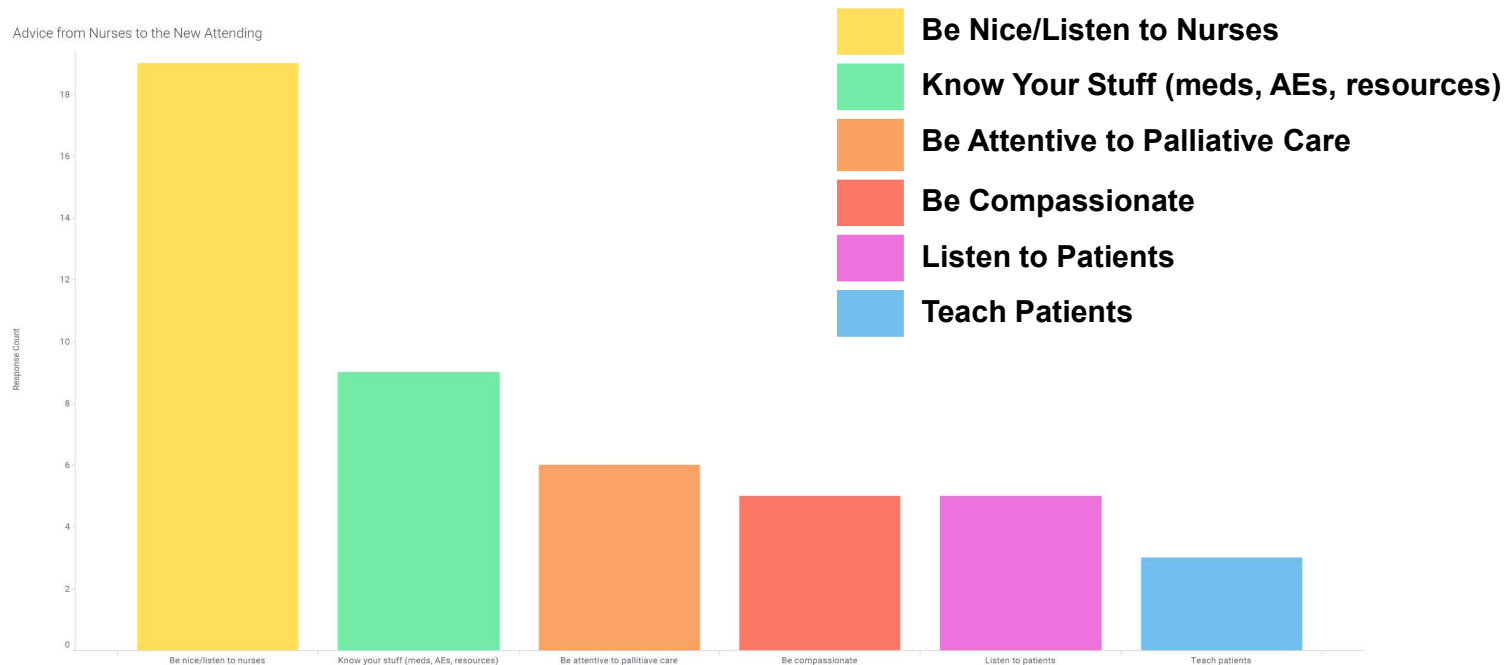 Advice from Nurses to the New Attending
Be Nice/Listen to Nurses
Know Your Stuff (meds, AEs, resources)
Be Attentive to Palliative Care
Be Compassionate
Listen to Patients
Teach Patients
Response Count
18
16
14
12
10
8
6
4
2
0
Be nice/listen to nurses
Know your stuff (meds, AEs, resources)
Be attentive to pallitiave care
Be compassionate
Listen to patients
Teach patients